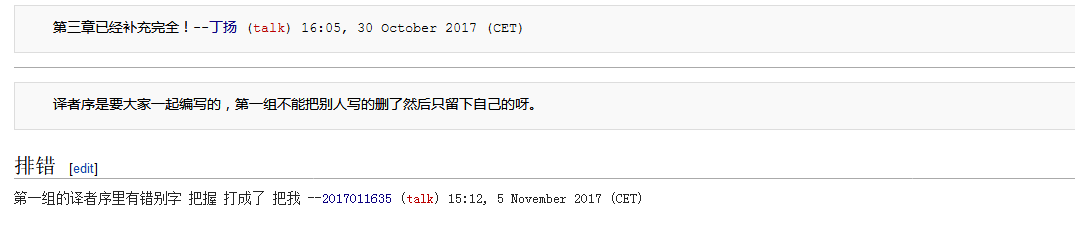 第三章已经补充完全！--丁扬 (talk) 16:05, 30 October 2017 (CET)
译者序是要大家一起编写的，第一组不能把别人写的删了然后只留下自己的呀。
排错 [edit]
第一组的译者序里有错别字 把握 打成了 把我 --2017011635 (talk) 15:12, 5 November 2017 (CET)